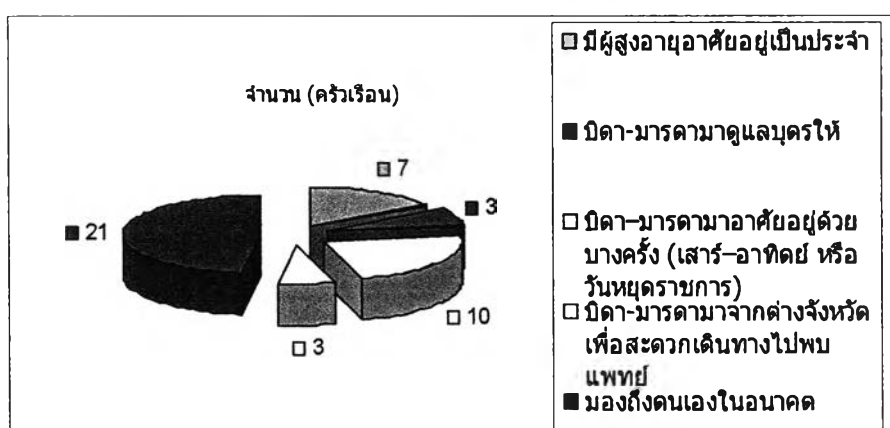 จำนวน (ครัวเรือน)
7
3
21
10
3
มีผู้สูงอายุอาศัยอยู่เป็นประจำ
บิดา-มารดามาดูแลบุตรให้
บิดา–มารดามาอาศัยอยู่ด้วย
บางครั้ง (เสาร์–อาทิตย์ หรือ
วันหยุดราชการ)
บิดา-มารดามาจากต่างจังหวัด
เพื่อสะดวกเดินทางไปพบ
แพทย์
มองถึงตนเองในอนาคต